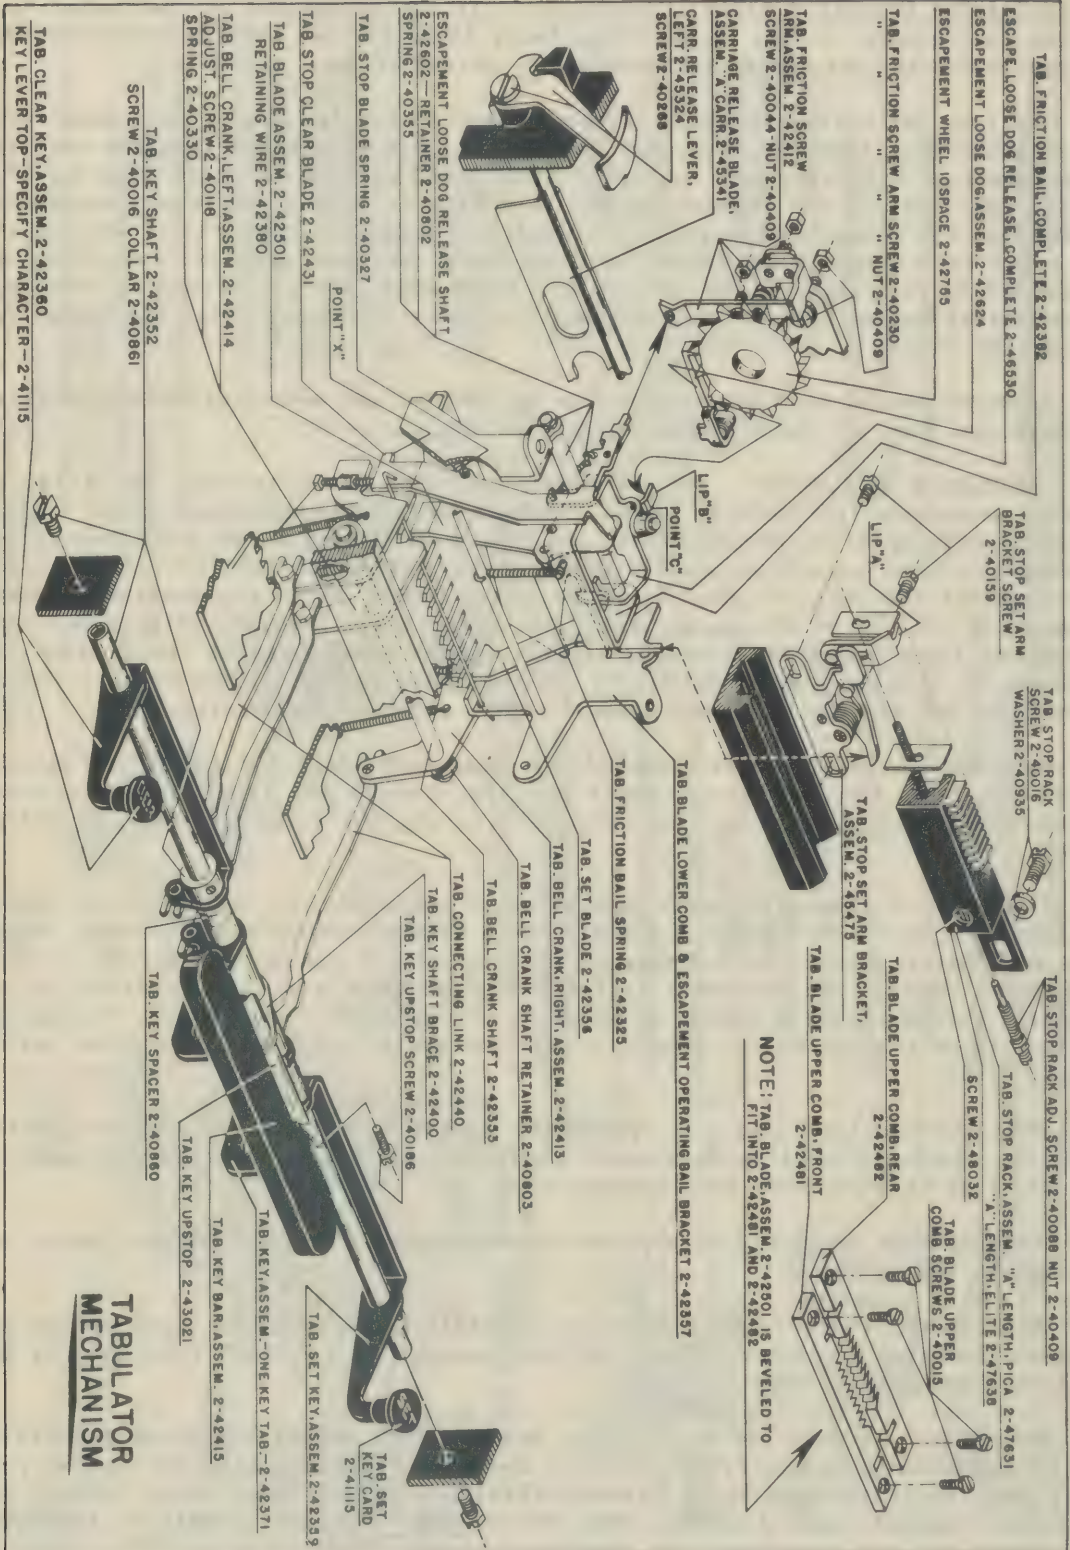 TAB. FRICTION BAIL, COMPLETE 2-42382
ESCAPE. LOOSE DOG RELEASE, COMPLETE 2-46530
ESCAPEMENT LOOSE DOG, ASSEM. 2-42624
ESCAPEMENT WHEEL 10 SPACE 2-42755
TAB. FRICTION SCREW ARM SCREW 2-40230
" " " " NUT 2-40409
TAB. FRICTION SCREW
ARM. ASSEM. 2-42412
SCREW 2-40044-NUT 2-40409
CARRIAGE RELEASE BLADE,
ASSEM. "A" CARR. 2-45341
CARR. RELEASE LEVER,
LEFT 2-45324
SCREW 2-40288
ESCAPEMENT LOOSE DOG RELEASE SHAFT
2-42602—RETAINER 2-40802
SPRING 2-40355
TAB. STOP BLADE SPRING 2-40327
POINT "X"
TAB. STOP CLEAR BLADE 2-42431
TAB. BLADE ASSEM. 2-42501
RETAINING WIRE 2-42380
TAB. BELL CRANK, LEFT, ASSEM. 2-42414
ADJUST. SCREW 2-40118
SPRING 2-40330
TAB. KEY SHAFT 2-42352
SCREW 2-40016 COLLAR 2-40861
TAB. CLEAR KEY, ASSEM. 2-42360
KEY LEVER TOP—SPECIFY CHARACTER—2-41115
LIP "B"
POINT "C"
LIP "A"
TAB. STOP SET ARM
BRACKET SCREW
2-40159
TAB. STOP RACK
SCREW 2-40016
WASHER 2-40935
TAB. STOP RACK ADJ. SCREW 2-40088 NUT 2-40409
TAB. STOP RACK, ASSEM. "A" LENGTH, PICA 2-47631
"A" LENGTH, ELITE 2-47638
SCREW 2-48032
TAB. STOP SET ARM BRACKET,
ASSEM. 2-45475
TAB. BLADE UPPER
COMB SCREWS 2-40015
TAB. BLADE UPPER COMB, REAR
2-42482
TAB. BLADE UPPER COMB, FRONT
2-42481
NOTE: TAB. BLADE, ASSEM. 2-42501 IS BEVELED TO
FIT INTO 2-42481 AND 2-42482
TAB. BLADE LOWER COMB & ESCAPEMENT OPERATING BAIL BRACKET 2-42357
TAB. FRICTION BAIL SPRING 2-42325
TAB. SET BLADE 2-42356
TAB. BELL CRANK, RIGHT, ASSEM. 2-42413
TAB. BELL CRANK SHAFT RETAINER 2-40803
TAB. BELL CRANK SHAFT 2-42353
TAB. CONNECTING LINK 2-42440
TAB. KEY SHAFT BRACE 2-42400
TAB. KEY UPSTOP SCREW 2-40186
TAB. SET
KEY CARD
2-41115
TAB. SET KEY, ASSEM. 2-42359
TAB. KEY, ASSEM—ONE KEY TAB.—2-42371
TAB. KEY BAR, ASSEM. 2-42415
TAB. KEY UPSTOP 2-43021
TAB. KEY SPACER 2-40860
TABULATOR
MECHANISM